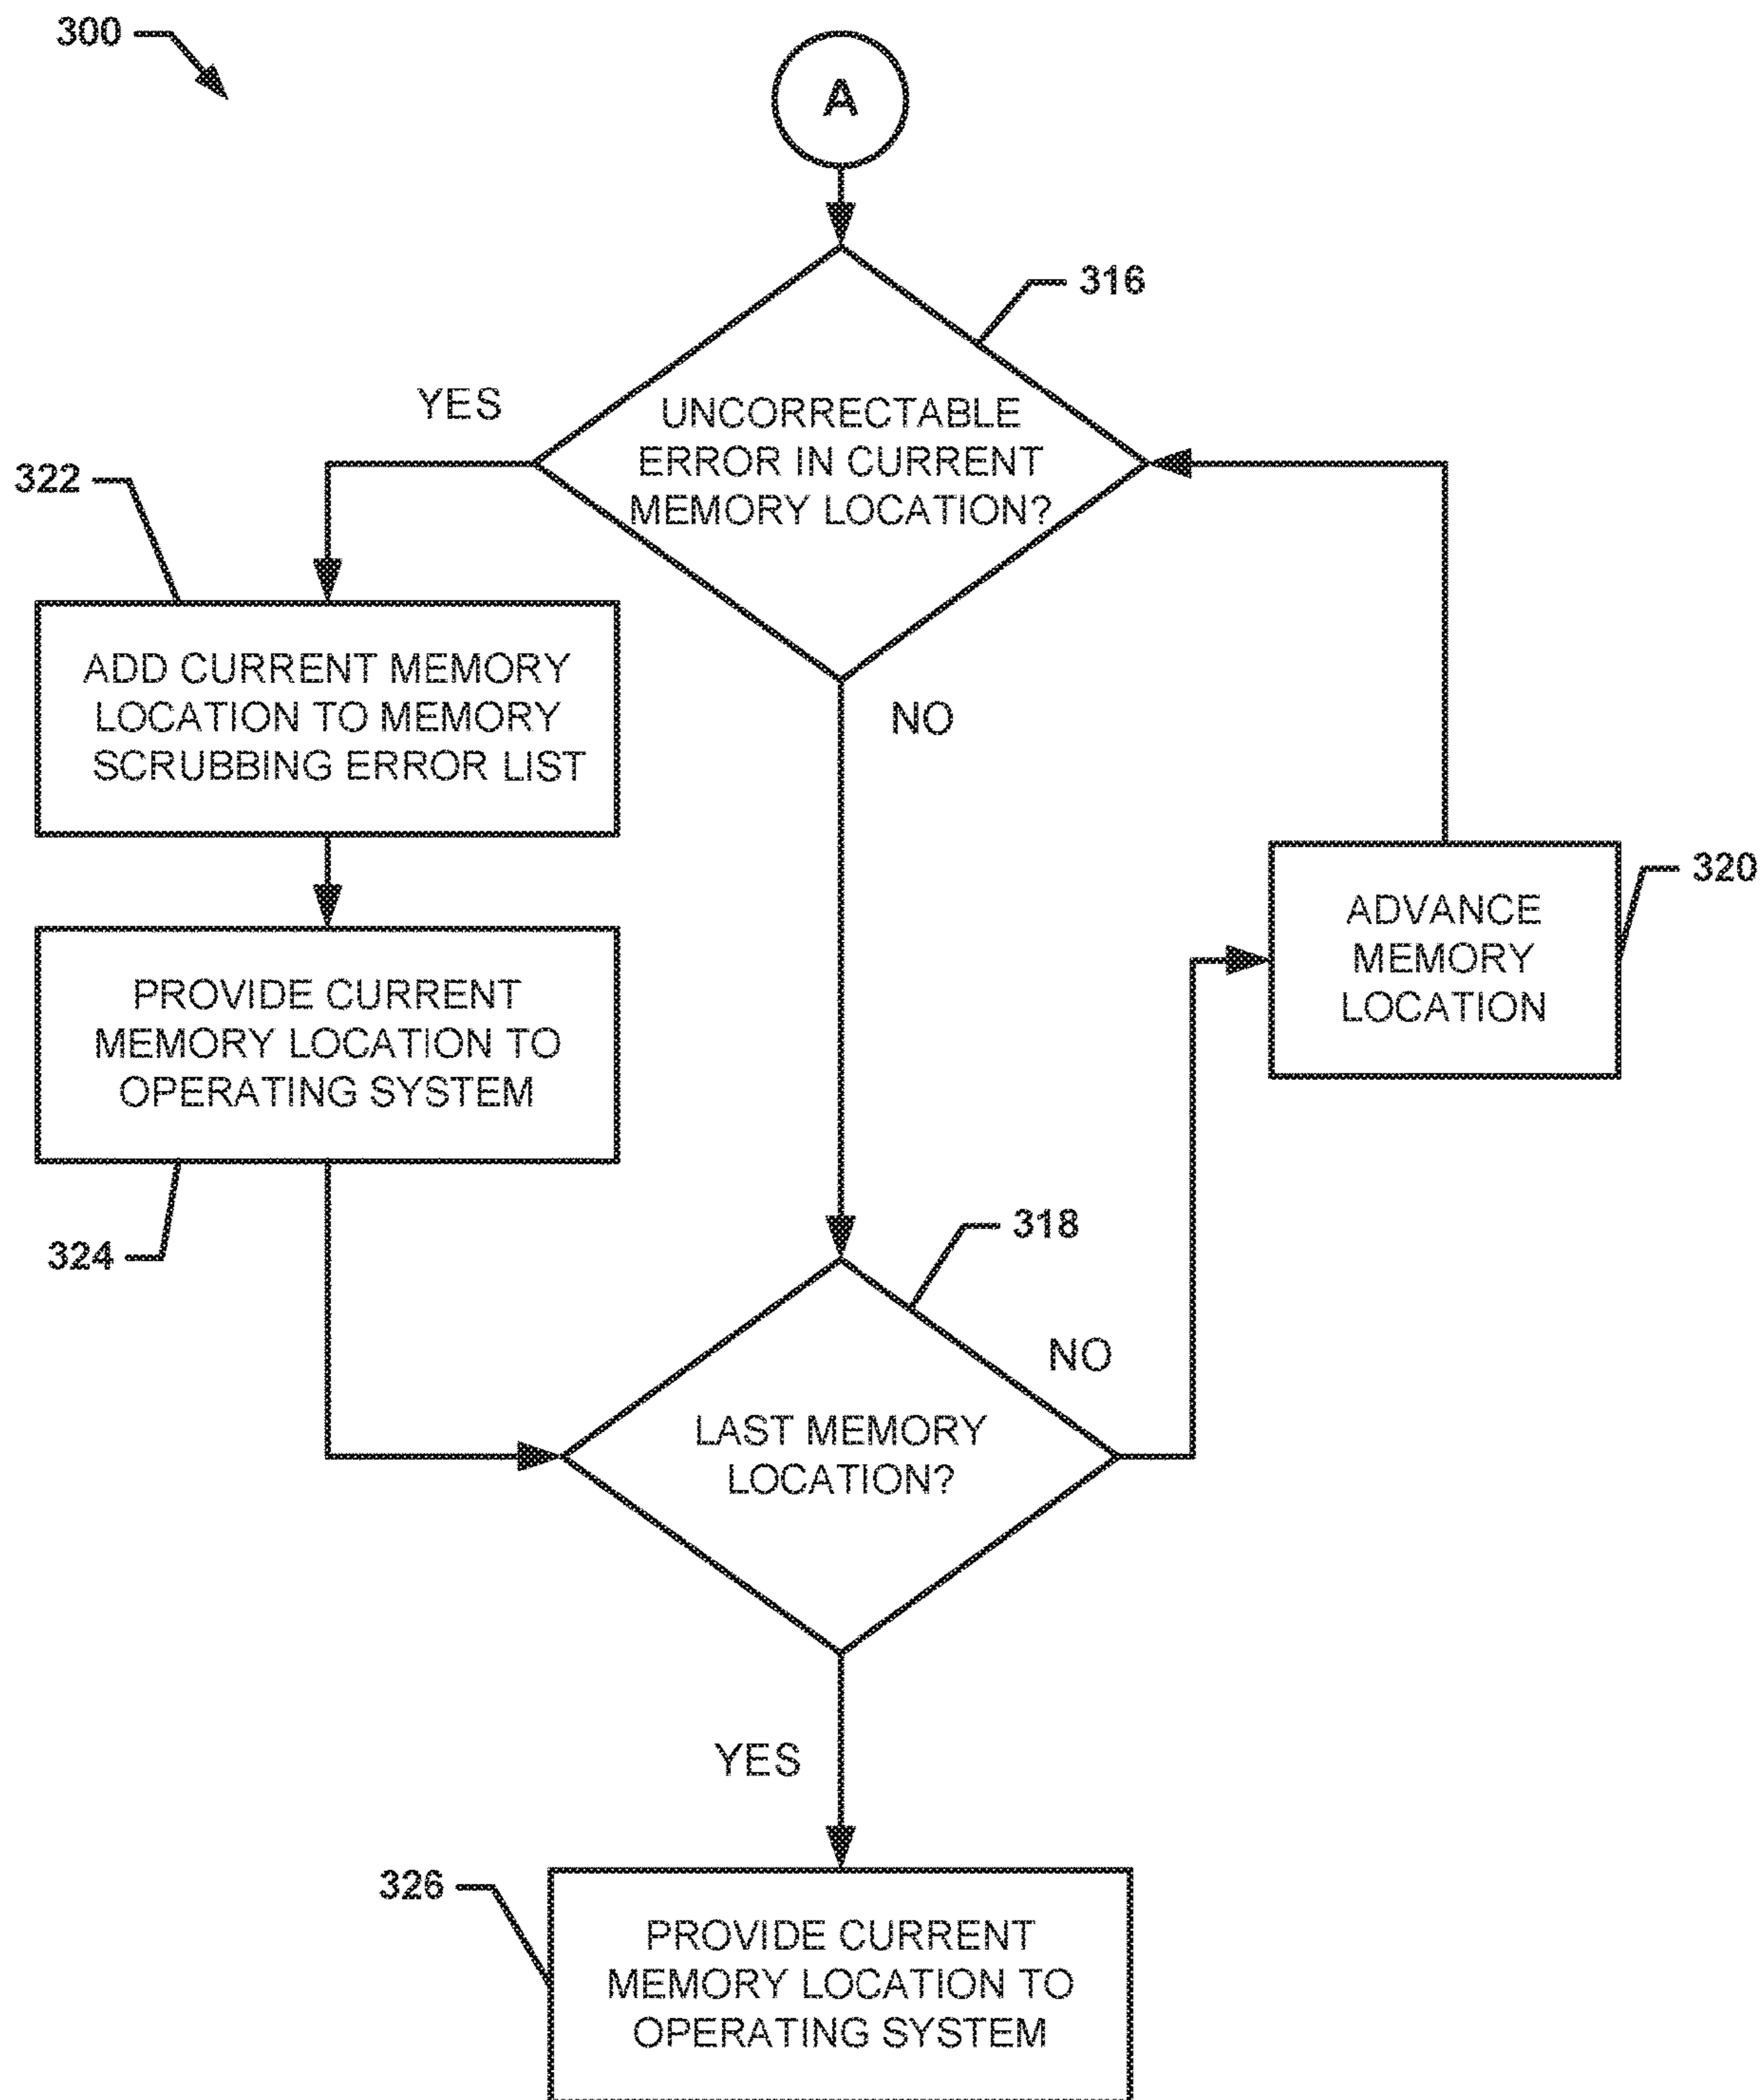 300
A
316
YES
UNCORRECTABLE
ERROR IN CURRENT
MEMORY LOCATION?
322
NO
ADD CURRENT MEMORY
LOCATION TO MEMORY
SCRUBBING ERROR LIST
320
ADVANCE
MEMORY
LOCATION
PROVIDE CURRENT
MEMORY LOCATION TO
OPERATING SYSTEM
324
318
NO
LAST MEMORY
LOCATION?
YES
326
PROVIDE CURRENT
MEMORY LOCATION TO
OPERATING SYSTEM